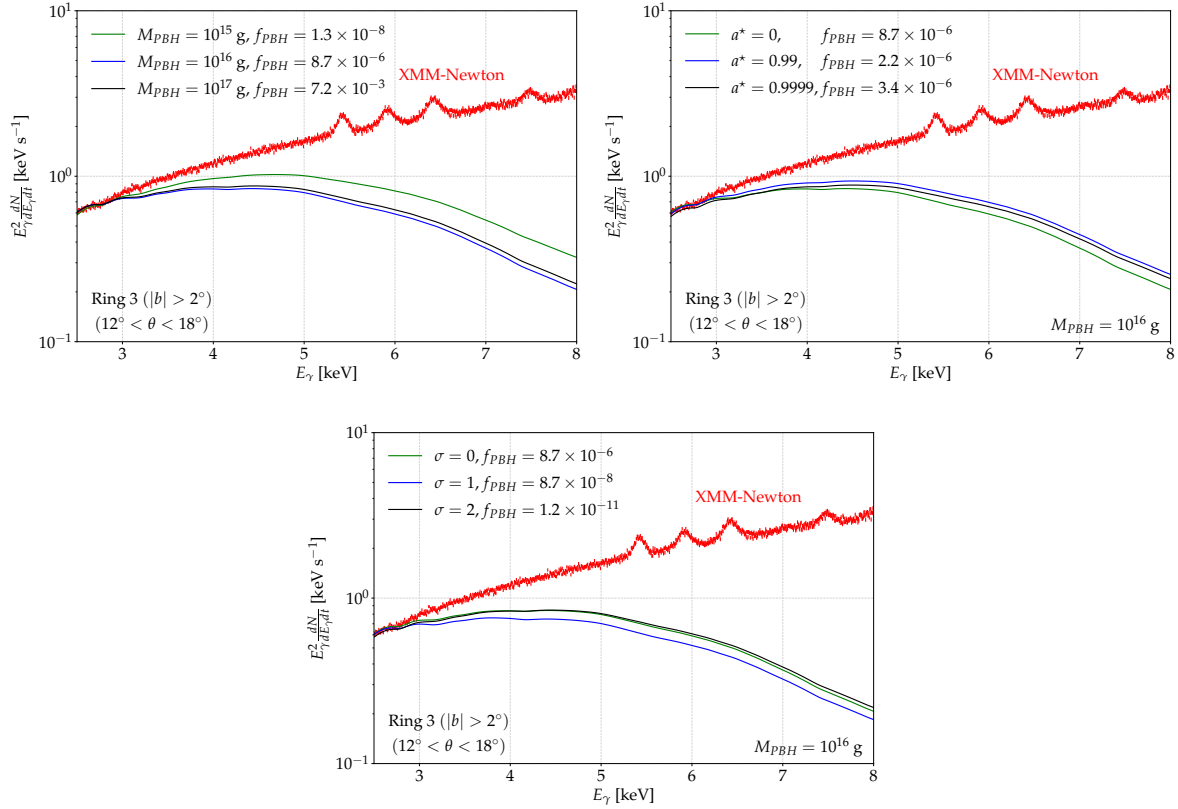 10^1
M_PBH = 10^15 g, f_PBH = 1.3 × 10^−8
M_PBH = 10^16 g, f_PBH = 8.7 × 10^−6
M_PBH = 10^17 g, f_PBH = 7.2 × 10^−3
XMM-Newton
10^0
E_γ^2 dN/dE_γdt [keV s^−1]
Ring 3 (|b| > 2°)
(12° < θ < 18°)
10^−1
3 4 5 6 7 8
E_γ [keV]
10^1
a* = 0, f_PBH = 8.7 × 10^−6
a* = 0.99, f_PBH = 2.2 × 10^−6
a* = 0.9999, f_PBH = 3.4 × 10^−6
XMM-Newton
10^0
E_γ^2 dN/dE_γdt [keV s^−1]
Ring 3 (|b| > 2°)
(12° < θ < 18°)
M_PBH = 10^16 g
10^−1
3 4 5 6 7 8
E_γ [keV]
10^1
σ = 0, f_PBH = 8.7 × 10^−6
σ = 1, f_PBH = 8.7 × 10^−8
σ = 2, f_PBH = 1.2 × 10^−11
XMM-Newton
10^0
E_γ^2 dN/dE_γdt [keV s^−1]
Ring 3 (|b| > 2°)
(12° < θ < 18°)
M_PBH = 10^16 g
10^−1
3 4 5 6 7 8
E_γ [keV]